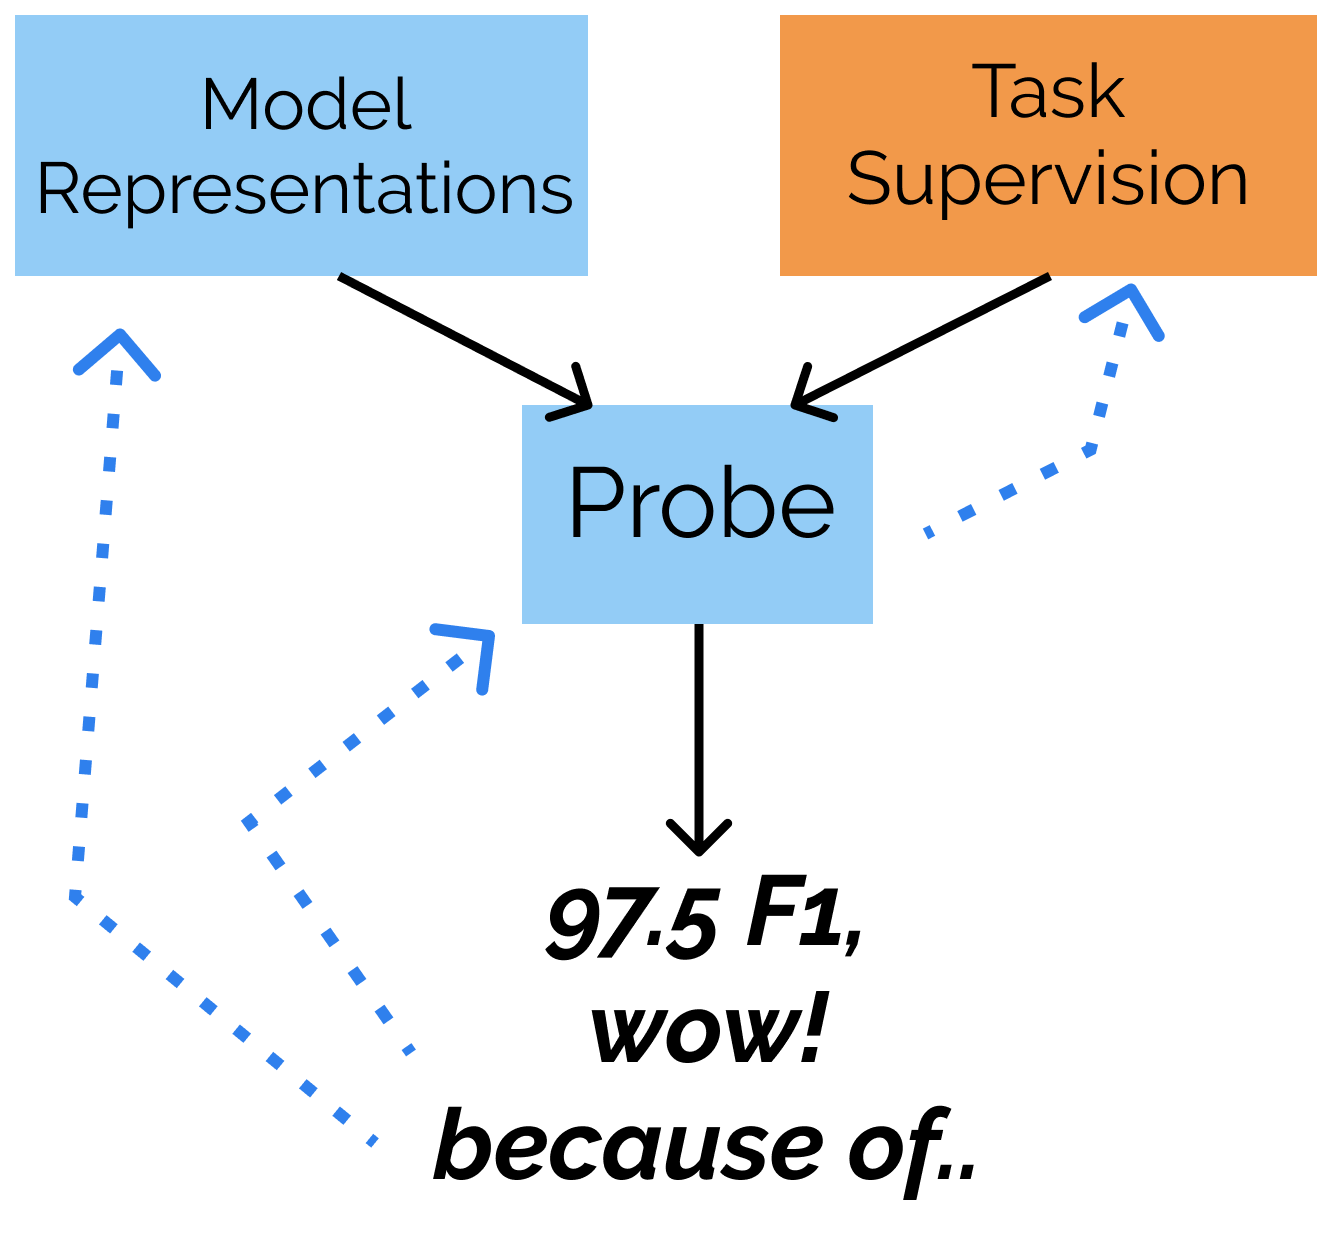 Model
Representations
Task
Supervision
Probe
97.5 F1,
wow!
because of..